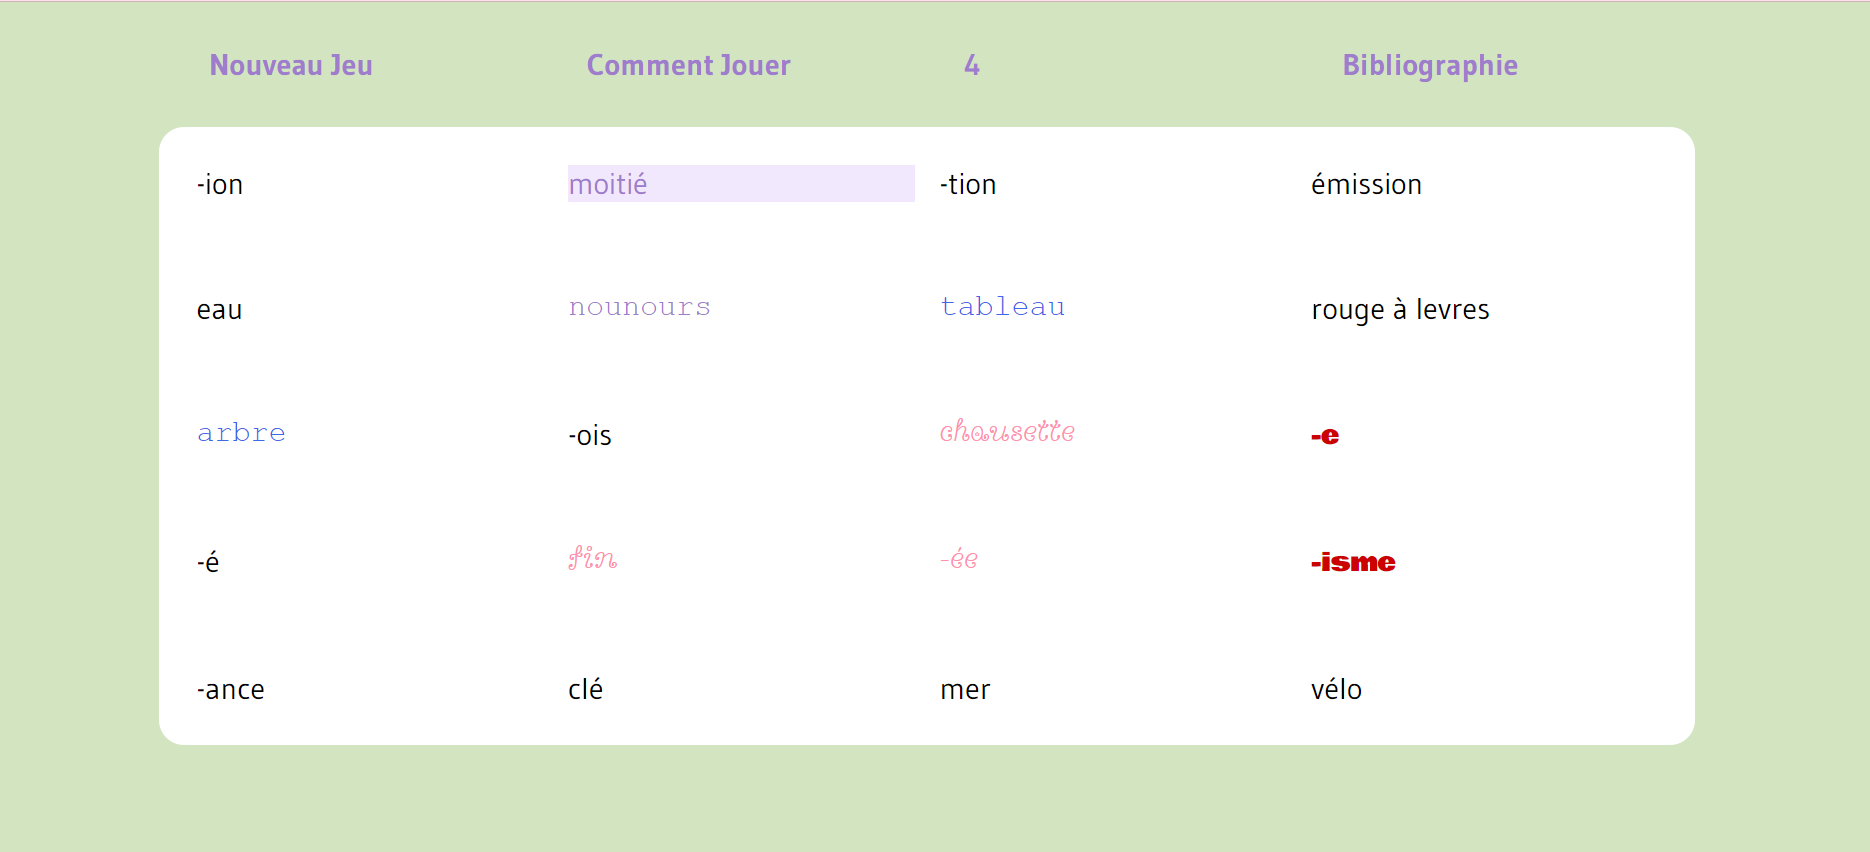 Nouveau Jeu Comment Jouer 4 Bibliographie
-ion moitié -tion émission
eau nounours tableau rouge à levres
arbre -ois chausette -e
-é fin -ée -isme
-ance clé mer vélo